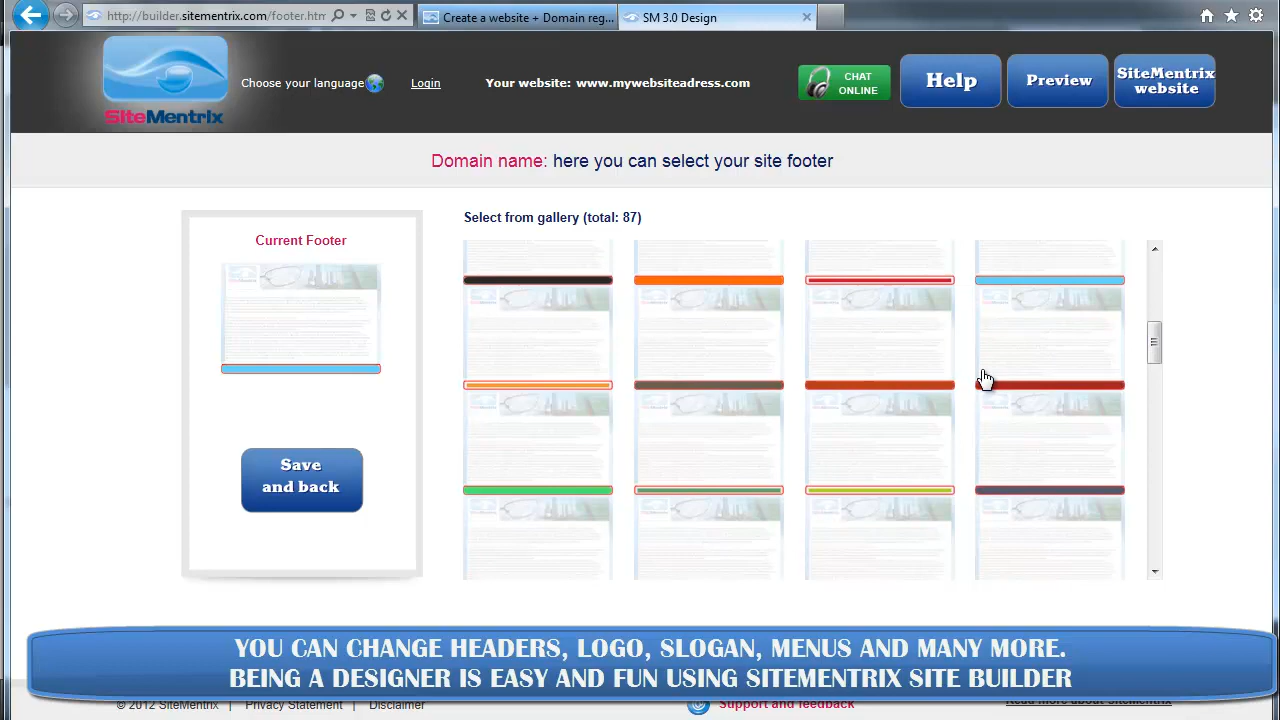 http://builder.sitementrix.com/footer.htm
Create a website + Domain reg...
SM 3.0 Design
SiteMentrix
Choose your language
Login
Your website: www.mywebsiteadress.com
CHAT
ONLINE
Help
Preview
SiteMentrix
website
Domain name: here you can select your site footer
Current Footer
Save
and back
Select from gallery (total: 87)
YOU CAN CHANGE HEADERS, LOGO, SLOGAN, MENUS AND MANY MORE.
BEING A DESIGNER IS EASY AND FUN USING SITEMENTRIX SITE BUILDER
© 2012 SiteMentrix | Privacy Statement | Disclaimer
Support and feedback
Read more about SiteMentrix